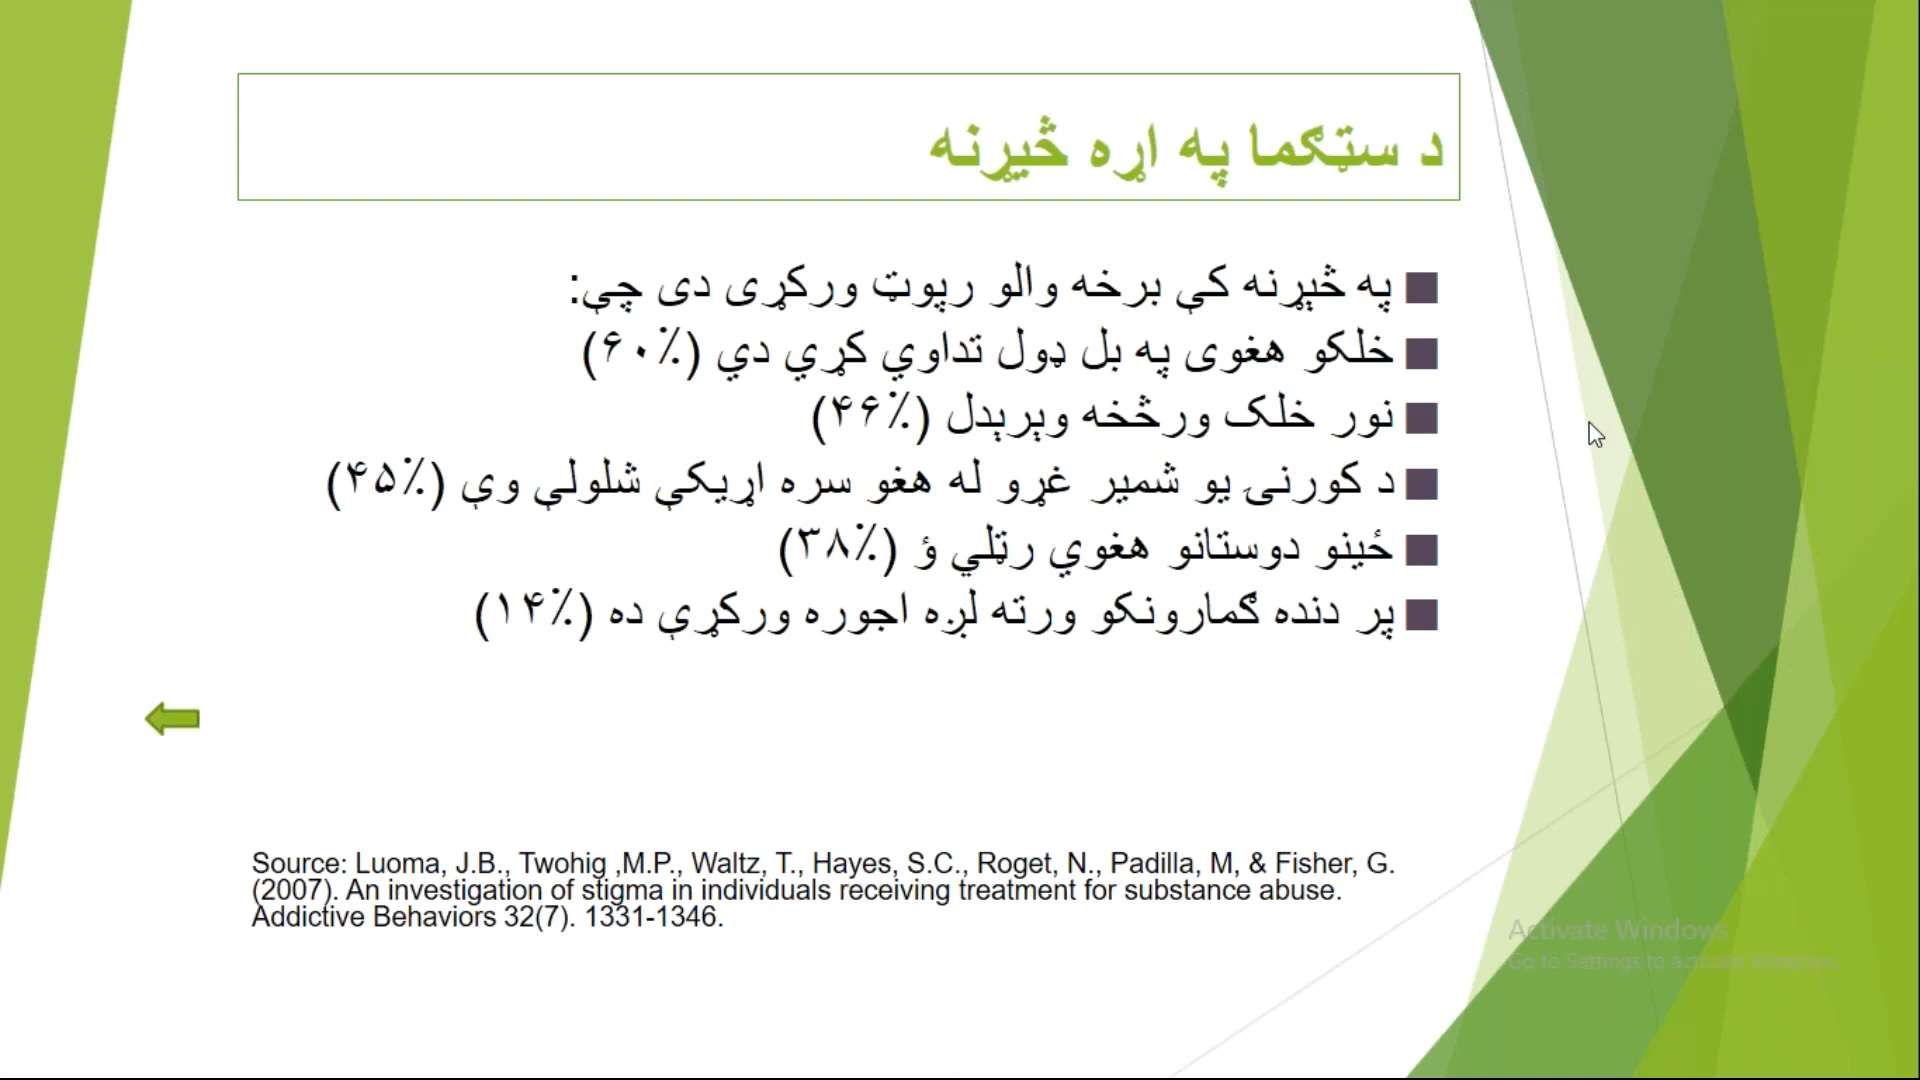 د سټګما په اړه څیړنه
په څېړنه کې برخه والو رپوټ ورکړی دی چې:
خلکو هغوی په بل ډول تداوي کړي دي (۶۰٪)
نور خلک ورڅخه وېرېدل (۴۶٪)
د کورنۍ یو شمیر غړو له هغو سره اړیکې شلولې وې (۴۵٪)
ځینو دوستانو هغوي رټلي ؤ (۳۸٪)
پر دنده ګمارونکو ورته لږه اجوره ورکړې ده (۱۴٪)
Source: Luoma, J.B., Twohig ,M.P., Waltz, T., Hayes, S.C., Roget, N., Padilla, M, & Fisher, G.
(2007). An investigation of stigma in individuals receiving treatment for substance abuse.
Addictive Behaviors 32(7). 1331-1346.
Activate Windows
Go to Settings to activate Windows.